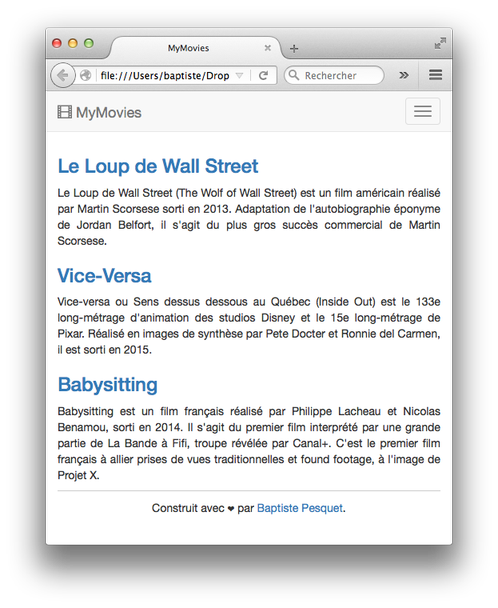 MyMovies
file:///Users/baptiste/Drop
Rechercher
MyMovies
Le Loup de Wall Street
Le Loup de Wall Street (The Wolf of Wall Street) est un film américain réalisé
par Martin Scorsese sorti en 2013. Adaptation de l'autobiographie éponyme
de Jordan Belfort, il s'agit du plus gros succès commercial de Martin
Scorsese.
Vice-Versa
Vice-versa ou Sens dessus dessous au Québec (Inside Out) est le 133e
long-métrage d'animation des studios Disney et le 15e long-métrage de
Pixar. Réalisé en images de synthèse par Pete Docter et Ronnie del Carmen,
il est sorti en 2015.
Babysitting
Babysitting est un film français réalisé par Philippe Lacheau et Nicolas
Benamou, sorti en 2014. Il s'agit du premier film interprété par une grande
partie de La Bande à Fifi, troupe révélée par Canal+. C'est le premier film
français à allier prises de vues traditionnelles et found footage, à l'image de
Projet X.
Construit avec ❤ par Baptiste Pesquet.